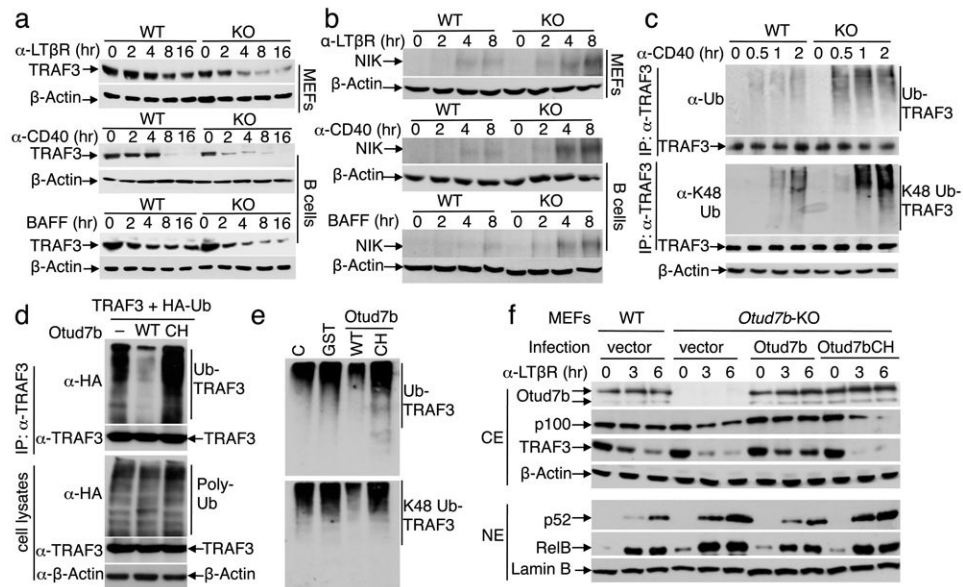 a
WT KO
α-LTβR (hr) 0 2 4 8 16 0 2 4 8 16
TRAF3
β-Actin
MEFs
WT KO
α-CD40 (hr) 0 2 4 8 16 0 2 4 8 16
TRAF3
β-Actin
WT KO
BAFF (hr) 0 2 4 8 16 0 2 4 8 16
TRAF3
β-Actin
B cells
b
WT KO
α-LTβR (hr) 0 2 4 8 0 2 4 8
NIK
β-Actin
MEFs
WT KO
α-CD40 (hr) 0 2 4 8 0 2 4 8
NIK
β-Actin
WT KO
BAFF (hr) 0 2 4 8 0 2 4 8
NIK
β-Actin
B cells
c
WT KO
α-CD40 (hr) 0 0.5 1 2 0 0.5 1 2
IP: α-TRAF3
α-Ub
Ub-
TRAF3
TRAF3
IP: α-TRAF3
α-K48
Ub
K48 Ub-
TRAF3
TRAF3
β-Actin
d
TRAF3 + HA-Ub
Otud7b – WT CH
IP: α-TRAF3
α-HA
Ub-
TRAF3
α-TRAF3 TRAF3
cell lysates
α-HA
Poly-
Ub
α-TRAF3 TRAF3
α-β-Actin β-Actin
e
Otud7b
C GST WT CH
Ub-
TRAF3
K48 Ub-
TRAF3
f
MEFs WT Otud7b-KO
Infection vector vector Otud7b Otud7bCH
α-LTβR (hr) 0 3 6 0 3 6 0 3 6 0 3 6
CE
Otud7b
p100
TRAF3
β-Actin
NE
p52
RelB
Lamin B